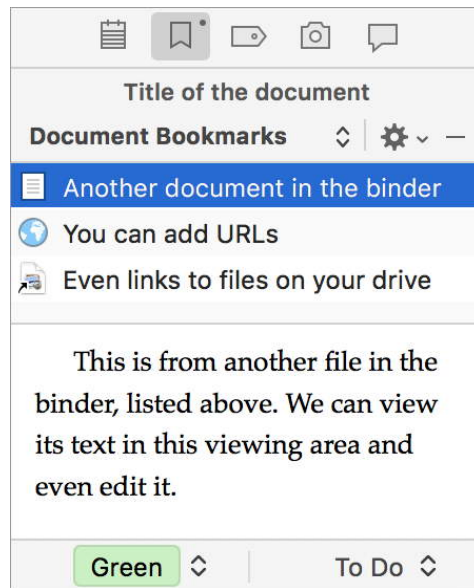 Title of the document
Document Bookmarks
Another document in the binder
You can add URLs
Even links to files on your drive
This is from another file in the
binder, listed above. We can view
its text in this viewing area and
even edit it.
Green To Do